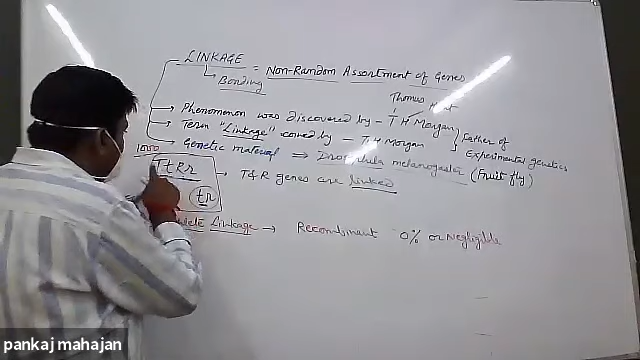 LINKAGE = Non-Random Assortment of Genes
Bonding
Thomas Hunt
Phenomenon was discovered by - T H Morgan
Term "Linkage" coined by - T.H Morgan
Father of Experimental genetics
Genetic material ⇒ Drosophila melanogaster (Fruit fly)
1000
TtRr → T & R genes are linked
tr
Linkage → Recombinant 0% or Negligible
pankaj mahajan